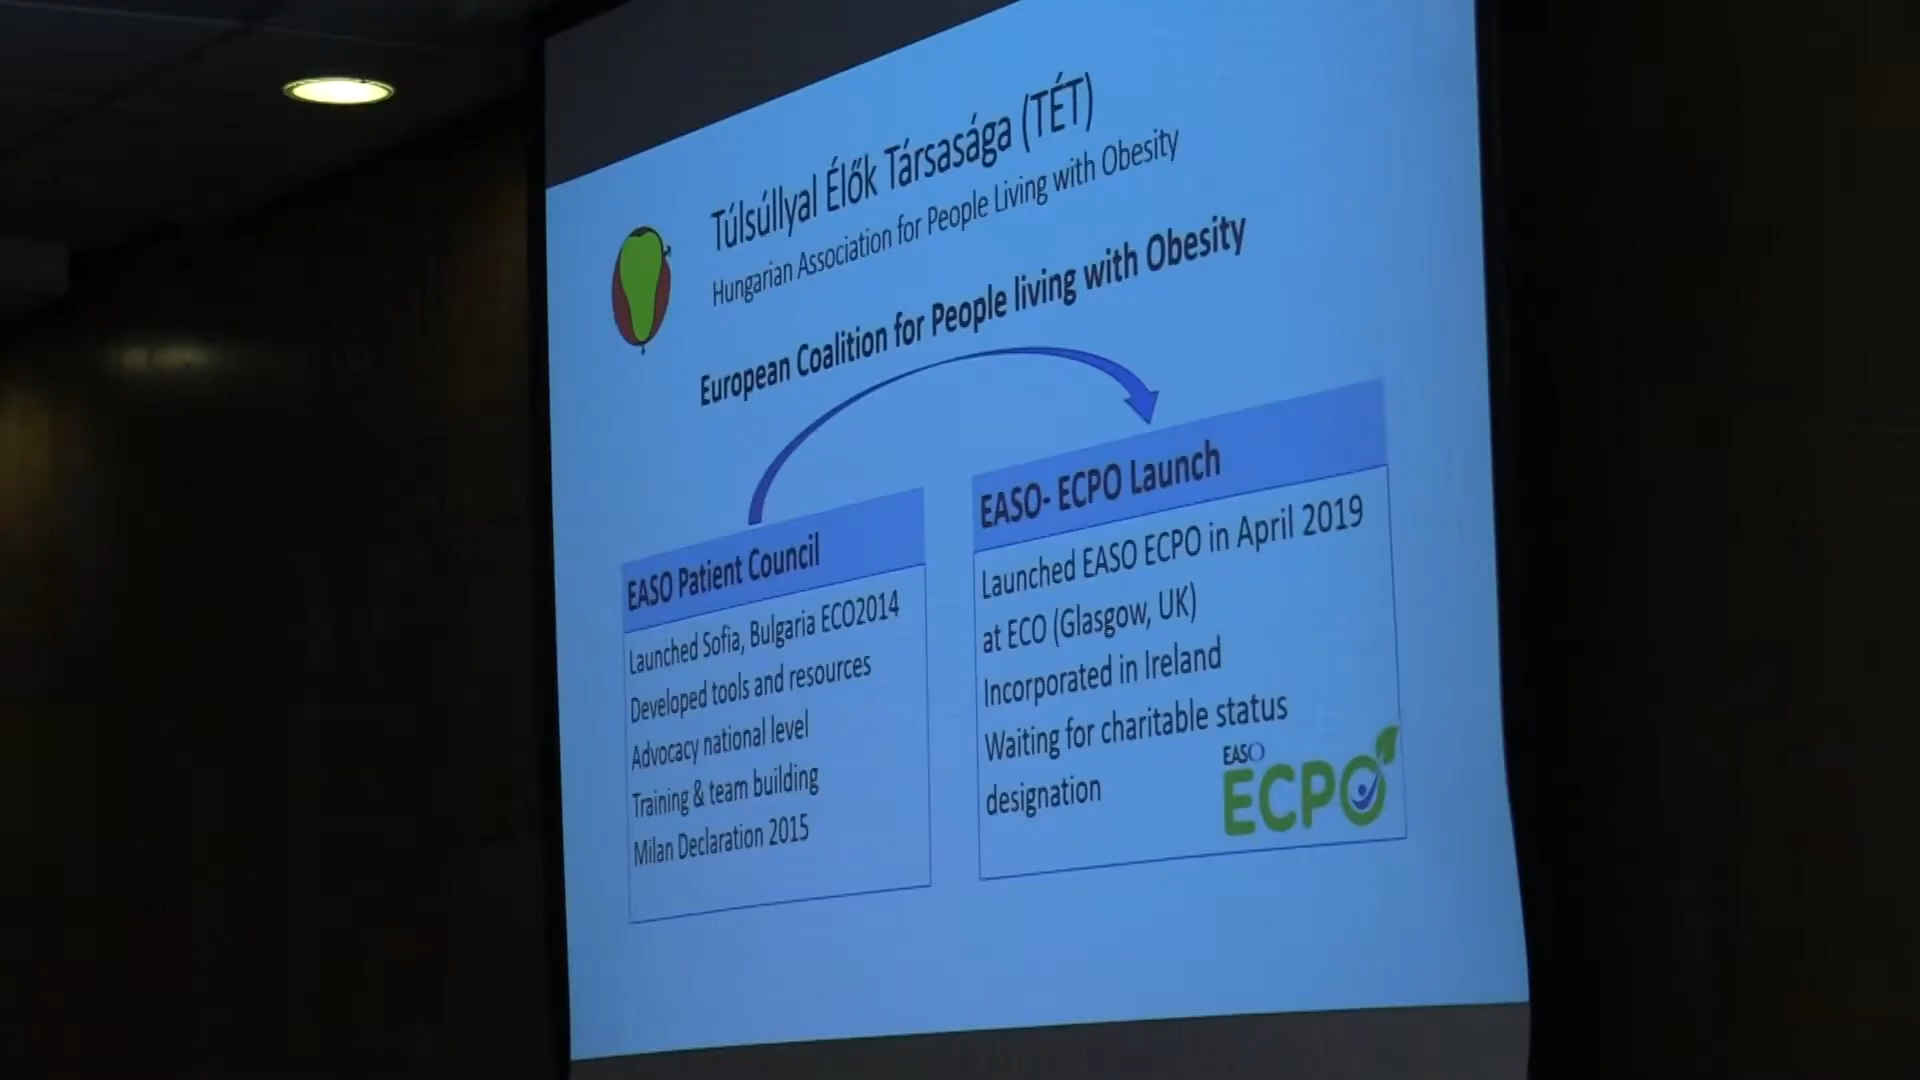 Túlsúllyal Élők Társasága (TÉT)
Hungarian Association for People Living with Obesity
European Coalition for People living with Obesity
EASO Patient Council
Launched Sofia, Bulgaria ECO2014
Developed tools and resources
Advocacy national level
Training & team building
Milan Declaration 2015
EASO- ECPO Launch
Launched EASO ECPO in April 2019
at ECO (Glasgow, UK)
Incorporated in Ireland
Waiting for charitable status
designation
EASO
ECPO